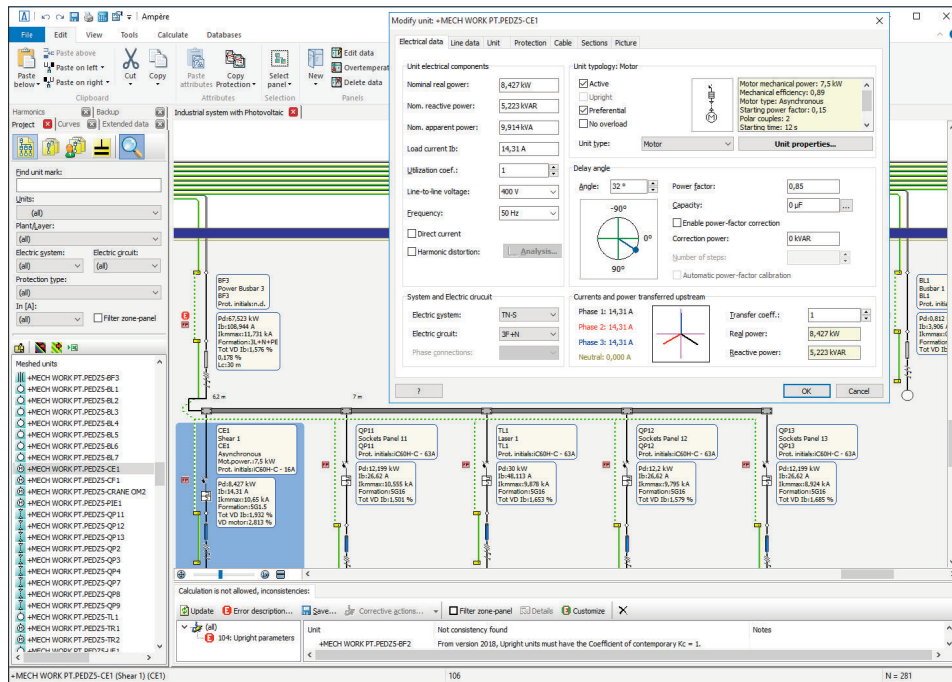 Ampère
File Edit View Tools Calculate Databases
Paste below
Paste above
Paste on left
Paste on right
Cut
Copy
Clipboard
Paste attributes
Copy Protection
Attributes
Select panel
Selection
New
Edit data
Overtemperat
Delete data
Panels
Harmonics
Backup
Project
Curves
Extended data
Find unit mark:
Units:
(all)
Plant/Layer:
(all)
Electric system:
Electric circuit:
(all)
(all)
Protection type:
(all)
In [A]:
(all)
Filter zone-panel
Meshed units
+MECH WORK PT.PEDZ5-BF3
+MECH WORK PT.PEDZ5-BL1
+MECH WORK PT.PEDZ5-BL2
+MECH WORK PT.PEDZ5-BL3
+MECH WORK PT.PEDZ5-BL4
+MECH WORK PT.PEDZ5-BL5
+MECH WORK PT.PEDZ5-BL6
+MECH WORK PT.PEDZ5-BL7
+MECH WORK PT.PEDZ5-CE1
+MECH WORK PT.PEDZ5-CF1
+MECH WORK PT.PEDZ5-CRANE OM2
+MECH WORK PT.PEDZ5-PIE1
+MECH WORK PT.PEDZ5-QP11
+MECH WORK PT.PEDZ5-QP12
+MECH WORK PT.PEDZ5-QP13
+MECH WORK PT.PEDZ5-QP2
+MECH WORK PT.PEDZ5-QP3
+MECH WORK PT.PEDZ5-QP4
+MECH WORK PT.PEDZ5-QP7
+MECH WORK PT.PEDZ5-QP8
+MECH WORK PT.PEDZ5-QP9
+MECH WORK PT.PEDZ5-TL1
+MECH WORK PT.PEDZ5-TR1
+MECH WORK PT.PEDZ5-TR2
Industrial system with Photovoltaic
BF3
Power Busbar 3
BF3
Prot. initials:n.d.
Pd:67,523 kW
Ib:108,944 A
Ikmmax:11,731 kA
Formation:3L+N+PE
Tot VD Ib:1,576 %
0,178 %
Lc:30 m
6,2 m
7 m
CE1
Shear 1
CE1
Asynchronous
Mot.power:7,5 kW
Prot. initials:iC60H-C - 16A
Pd:8,427 kW
Ib:14,31 A
Ikmmax:10,65 kA
Formation:5G1.5
Tot VD Ib:1,932 %
VD motor:2,813 %
QP11
Sockets Panel 11
QP11
Prot. initials:iC60H-C - 63A
Pd:12,199 kW
Ib:26,62 A
Ikmmax:10,555 kA
Formation:5G16
Tot VD Ib:1,501 %
TL1
Laser 1
TL1
Prot. initials:iC60H-C - 63A
Pd:30 kW
Ib:48,113 A
Ikmmax:9,878 kA
Formation:5G16
Tot VD Ib:1,653 %
QP12
Sockets Panel 12
QP12
Prot. initials:iC60H-C - 63A
Pd:12,2 kW
Ib:26,62 A
Ikmmax:9,795 kA
Formation:5G16
Tot VD Ib:1,579 %
QP13
Sockets Panel 13
QP13
Prot. initials:iC60H-C - 63A
Pd:12,199 kW
Ib:26,62 A
Ikmmax:8,924 kA
Formation:5G16
Tot VD Ib:1,685 %
BL1
Busbar 1
BL1
Prot.initia
Pd:0,812
Ib:3,906 A
Ikmmax:
Formation
Tot VD Ib
Modify unit: +MECH WORK PT.PEDZ5-CE1
Electrical data Line data Unit Protection Cable Sections Picture
Unit electrical components
Nominal real power: 8,427 kW
Nom. reactive power: 5,223 kVAR
Nom. apparent power: 9,914 kVA
Load current Ib: 14,31 A
Utilization coef.: 1
Line-to-line voltage: 400 V
Frequency: 50 Hz
Direct current
Harmonic distortion: Analysis...
Unit typology: Motor
Active
Upright
Preferential
No overload
Motor mechanical power: 7,5 kW
Mechanical efficiency: 0,89
Motor type: Asynchronous
Starting power factor: 0,15
Polar couples: 2
Starting time: 12 s
Unit type: Motor Unit properties...
Delay angle
Angle: 32 °
-90°
0°
90°
Power factor: 0,85
Capacity: 0 µF ...
Enable power-factor correction
Correction power: 0 kVAR
Number of steps:
Automatic power-factor calibration
System and Electric drucuit
Electric system: TN-S
Electric circuit: 3F+N
Phase connections:
Currents and power transferred upstream
Phase 1: 14,31 A
Phase 2: 14,31 A
Phase 3: 14,31 A
Neutral: 0,000 A
Transfer coeff.: 1
Real power: 8,427 kW
Reactive power: 5,223 kVAR
? OK Cancel
Calculation is not allowed, inconsistencies:
Update Error description... Save... Corrective actions... Filter zone-panel Details Customize
(all)
104: Upright parameters
Unit Not consistency found Notes
+MECH WORK PT.PEDZ5-BF2 From version 2018, Upright units must have the Coefficient of contemporary Kc = 1.
+MECH WORK PT.PEDZ5-CE1 (Shear 1) (CE1) 106 N = 281